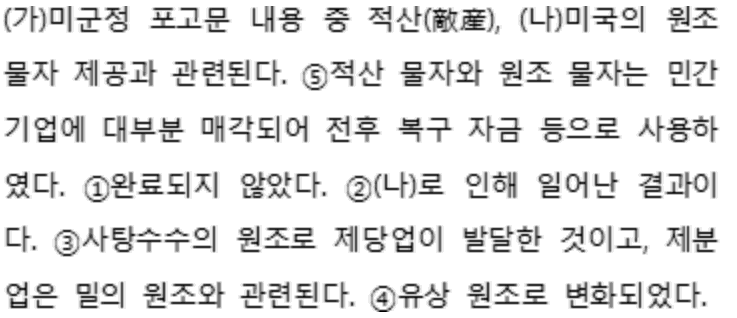 (가)미군정 포고문 내용 중 적산(敵産), (나)미국의 원조
물자 제공과 관련된다. ⑤적산 물자와 원조 물자는 민간
기업에 대부분 매각되어 전후 복구 자금 등으로 사용하
였다. ①완료되지 않았다. ②(나)로 인해 일어난 결과이
다. ③사탕수수의 원조로 제당업이 발달한 것이고, 제분
업은 밀의 원조와 관련된다. ④유상 원조로 변화되었다.